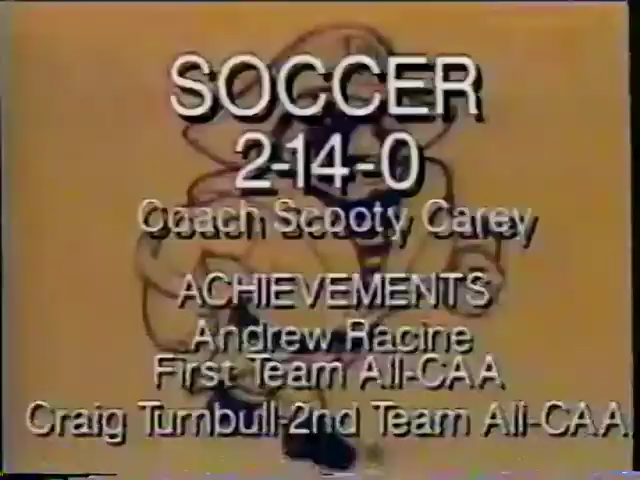 SOCCER
2-14-0
Coach Scooty Carey
ACHIEVEMENTS
Andrew Racine
First Team All-CAA
Craig Turnbull-2nd Team All-CAA